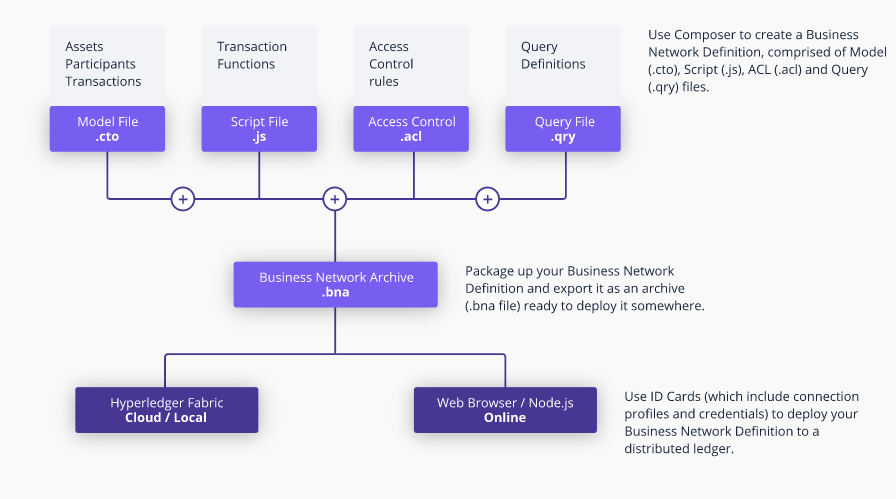 Assets
Participants
Transactions
Transaction
Functions
Access
Control
rules
Query
Definitions
Use Composer to create a Business
Network Definition, comprised of Model
(.cto), Script (.js), ACL (.acl) and Query
(.qry) files.
Model File
.cto
Script File
.js
Access Control
.acl
Query File
.qry
+
+
+
Business Network Archive
.bna
Package up your Business Network
Definition and export it as an archive
(.bna file) ready to deploy it somewhere.
Hyperledger Fabric
Cloud / Local
Web Browser / Node.js
Online
Use ID Cards (which include connection
profiles and credentials) to deploy your
Business Network Definition to a
distributed ledger.